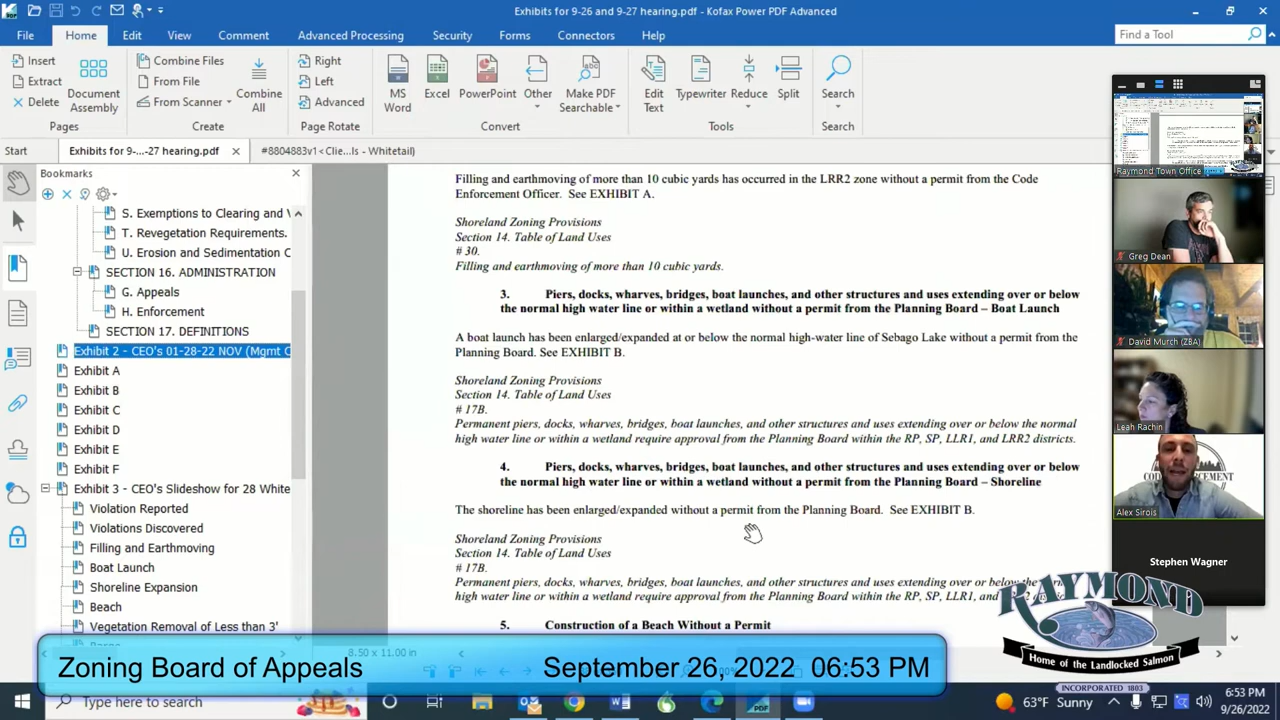 Exhibits for 9-26 and 9-27 hearing.pdf - Kofax Power PDF Advanced
File Home Edit View Comment Advanced Processing Security Forms Connectors Help
Find a Tool
Insert
Extract
Delete
Pages
Document Assembly
Combine Files
From File
From Scanner
Combine All
Create
Right
Left
Advanced
Page Rotate
MS Word
Excel
PowerPoint
Other
Make PDF Searchable
Convert
Edit Text
Typewriter
Reduce
Split
Tools
Search
Search
Start
Exhibits for 9-...-27 hearing.pdf
#8804883v1<Clie...ls - Whitetail
Bookmarks
S. Exemptions to Clearing and V
T. Revegetation Requirements.
U. Erosion and Sedimentation C
SECTION 16. ADMINISTRATION
G. Appeals
H. Enforcement
SECTION 17. DEFINITIONS
Exhibit 2 - CEO's 01-28-22 NOV (Mgmt C
Exhibit A
Exhibit B
Exhibit C
Exhibit D
Exhibit E
Exhibit F
Exhibit 3 - CEO's Slideshow for 28 White
Violation Reported
Violations Discovered
Filling and Earthmoving
Boat Launch
Shoreline Expansion
Beach
Vegetation Removal of Less than 3'
Filling and earthmoving of more than 10 cubic yards has occurred in the LRR2 zone without a permit from the Code
Enforcement Officer. See EXHIBIT A.
Shoreland Zoning Provisions
Section 14. Table of Land Uses
# 30.
Filling and earthmoving of more than 10 cubic yards.
3. Piers, docks, wharves, bridges, boat launches, and other structures and uses extending over or below
the normal high water line or within a wetland without a permit from the Planning Board – Boat Launch
A boat launch has been enlarged/expanded at or below the normal high-water line of Sebago Lake without a permit from the
Planning Board. See EXHIBIT B.
Shoreland Zoning Provisions
Section 14. Table of Land Uses
# 17B.
Permanent piers, docks, wharves, bridges, boat launches, and other structures and uses extending over or below the normal
high water line or within a wetland require approval from the Planning Board within the RP, SP, LLR1, and LRR2 districts.
4. Piers, docks, wharves, bridges, boat launches, and other structures and uses extending over or below
the normal high water line or within a wetland without a permit from the Planning Board – Shoreline
The shoreline has been enlarged/expanded without a permit from the Planning Board. See EXHIBIT B.
Shoreland Zoning Provisions
Section 14. Table of Land Uses
# 17B.
Permanent piers, docks, wharves, bridges, boat launches, and other structures and uses extending over or below
high water line or within a wetland require approval from the Planning Board within the RP, SP, LLR1, and
5. Construction of a Beach Without a Permit
8.50 x 11.00 in
Raymond Town Office
Greg Dean
David Murch (ZBA)
Leah Rachin
Alex Sirois
Stephen Wagner
RAYMOND
Home of the Landlocked Salmon
INCORPORATED 1803
Zoning Board of Appeals September 26, 2022 06:53 PM
Type here to search
63°F Sunny
6:53 PM
9/26/2022